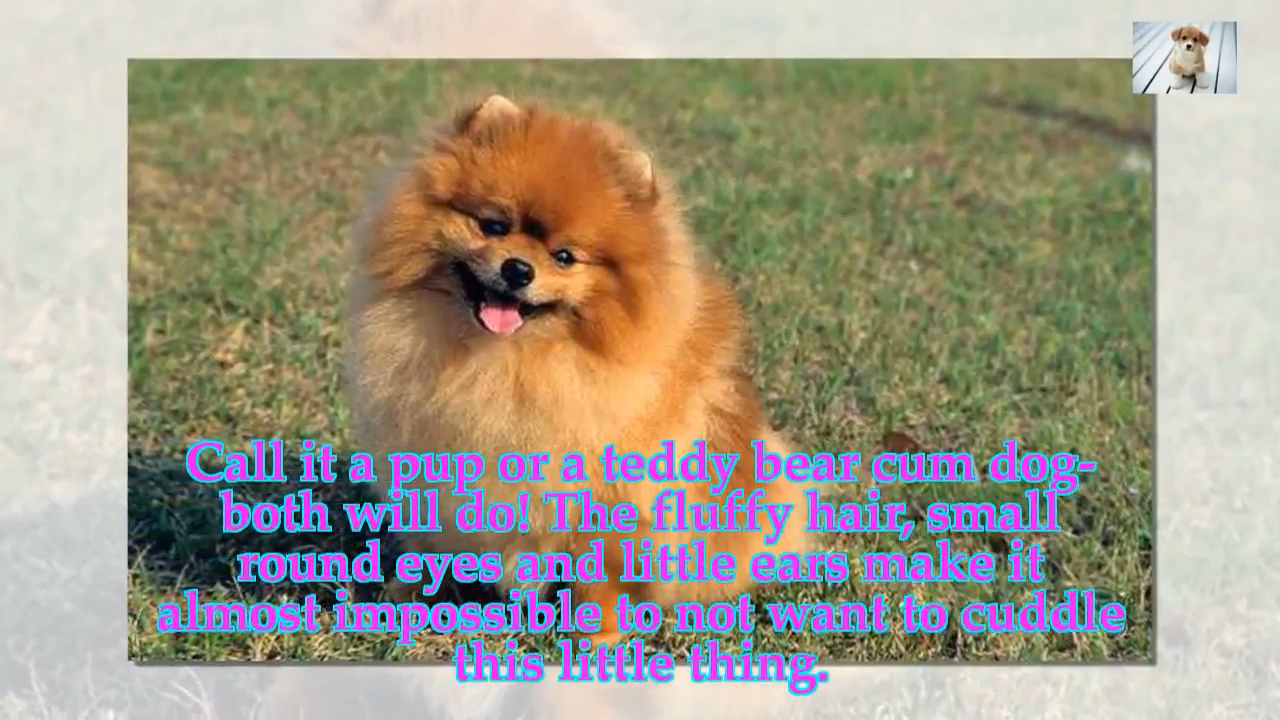 Call it a pup or a teddy bear cum dog-
both will do! The fluffy hair, small
round eyes and little ears make it
almost impossible to not want to cuddle
this little thing.